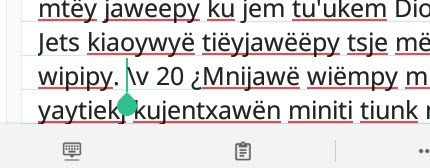 mtëy jaweepy ku jem tu'ukem Dio
Jets kiaoywyë tiëyjawëëpy tsje më
wipipy. \v 20 ¿Mnijawë wiëmpy m
yaytiekj kujentxawën miniti tiunk